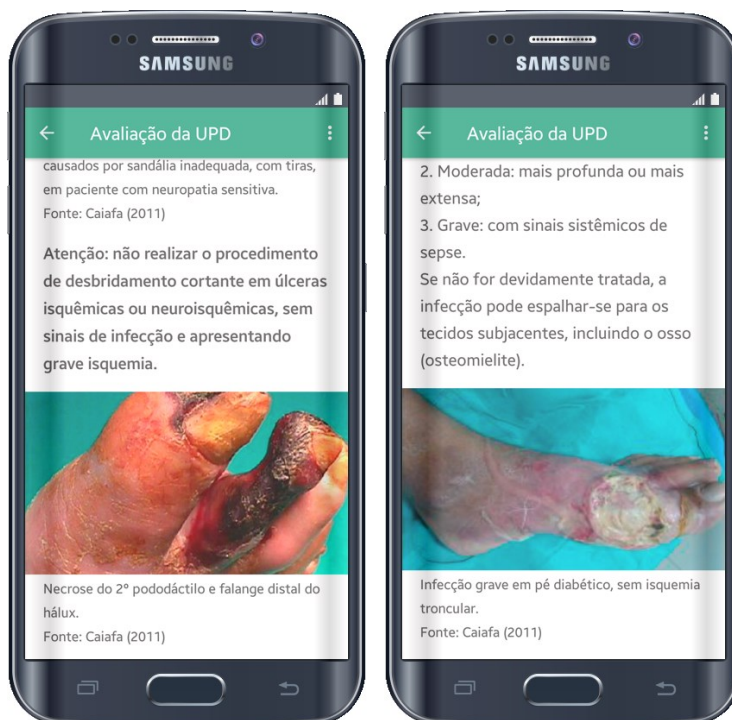 SAMSUNG
Avaliação da UPD
causados por sandália inadequada, com tiras,
em paciente com neuropatia sensitiva.
Fonte: Caiafa (2011)
Atenção: não realizar o procedimento
de desbridamento cortante em úlceras
isquêmicas ou neuroisquêmicas, sem
sinais de infecção e apresentando
grave isquemia.
Necrose do 2º pododáctilo e falange distal do
hálux.
Fonte: Caiafa (2011)
SAMSUNG
Avaliação da UPD
2. Moderada: mais profunda ou mais
extensa;
3. Grave: com sinais sistêmicos de
sepse.
Se não for devidamente tratada, a
infecção pode espalhar-se para os
tecidos subjacentes, incluindo o osso
(osteomielite).
Infecção grave em pé diabético, sem isquemia
troncular.
Fonte: Caiafa (2011)